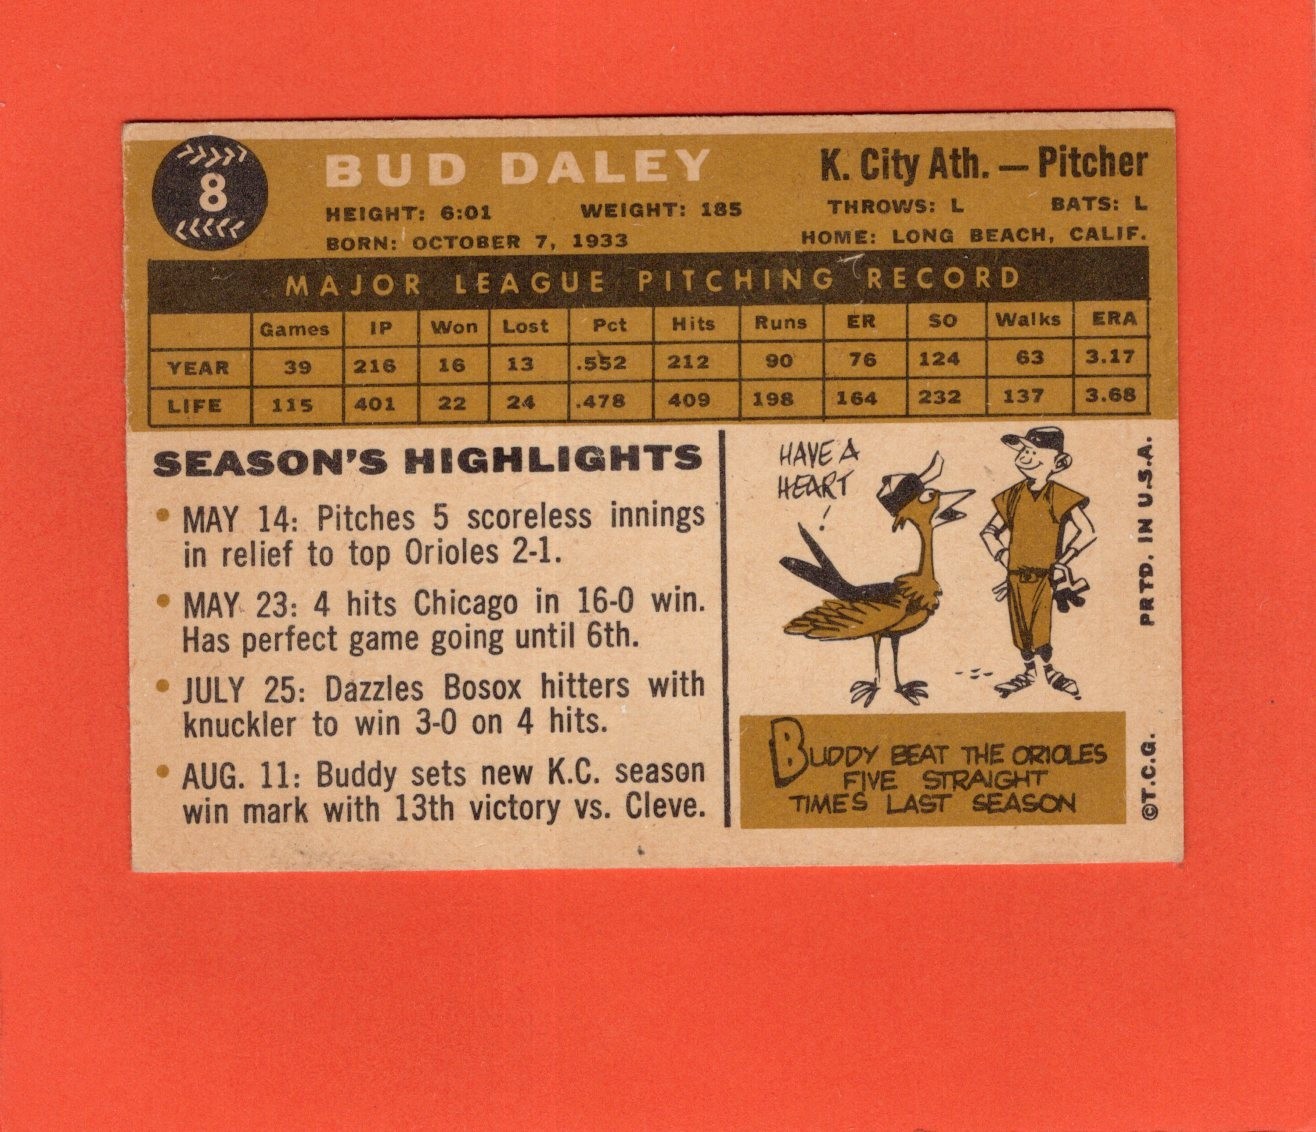 8
BUD DALEY
K. City Ath. — Pitcher
HEIGHT: 6:01 WEIGHT: 185 THROWS: L BATS: L
BORN: OCTOBER 7, 1933 HOME: LONG BEACH, CALIF.
MAJOR LEAGUE PITCHING RECORD
Games IP Won Lost Pct Hits Runs ER SO Walks ERA
YEAR 39 216 16 13 .552 212 90 76 124 63 3.17
LIFE 115 401 22 24 .478 409 198 164 232 137 3.68
SEASON'S HIGHLIGHTS
• MAY 14: Pitches 5 scoreless innings
in relief to top Orioles 2-1.
• MAY 23: 4 hits Chicago in 16-0 win.
Has perfect game going until 6th.
• JULY 25: Dazzles Bosox hitters with
knuckler to win 3-0 on 4 hits.
• AUG. 11: Buddy sets new K.C. season
win mark with 13th victory vs. Cleve.
HAVE A
HEART!
BUDDY BEAT THE ORIOLES
FIVE STRAIGHT
TIMES LAST SEASON
©T.C.G. PRTD. IN U.S.A.